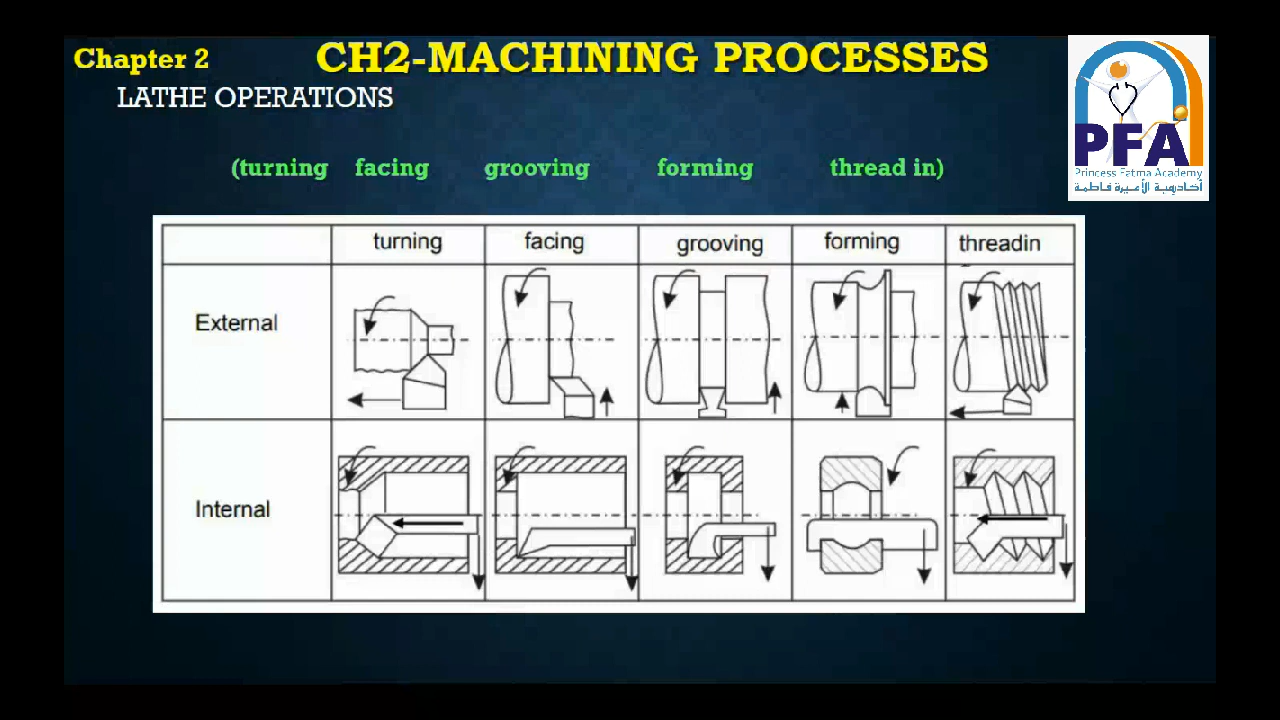 Chapter 2
CH2-MACHINING PROCESSES
LATHE OPERATIONS
PFA
Princess Fatma Academy
أكاديمية الأميرة فاطمة
(turning facing grooving forming thread in)
turning facing grooving forming threadin
External
Internal